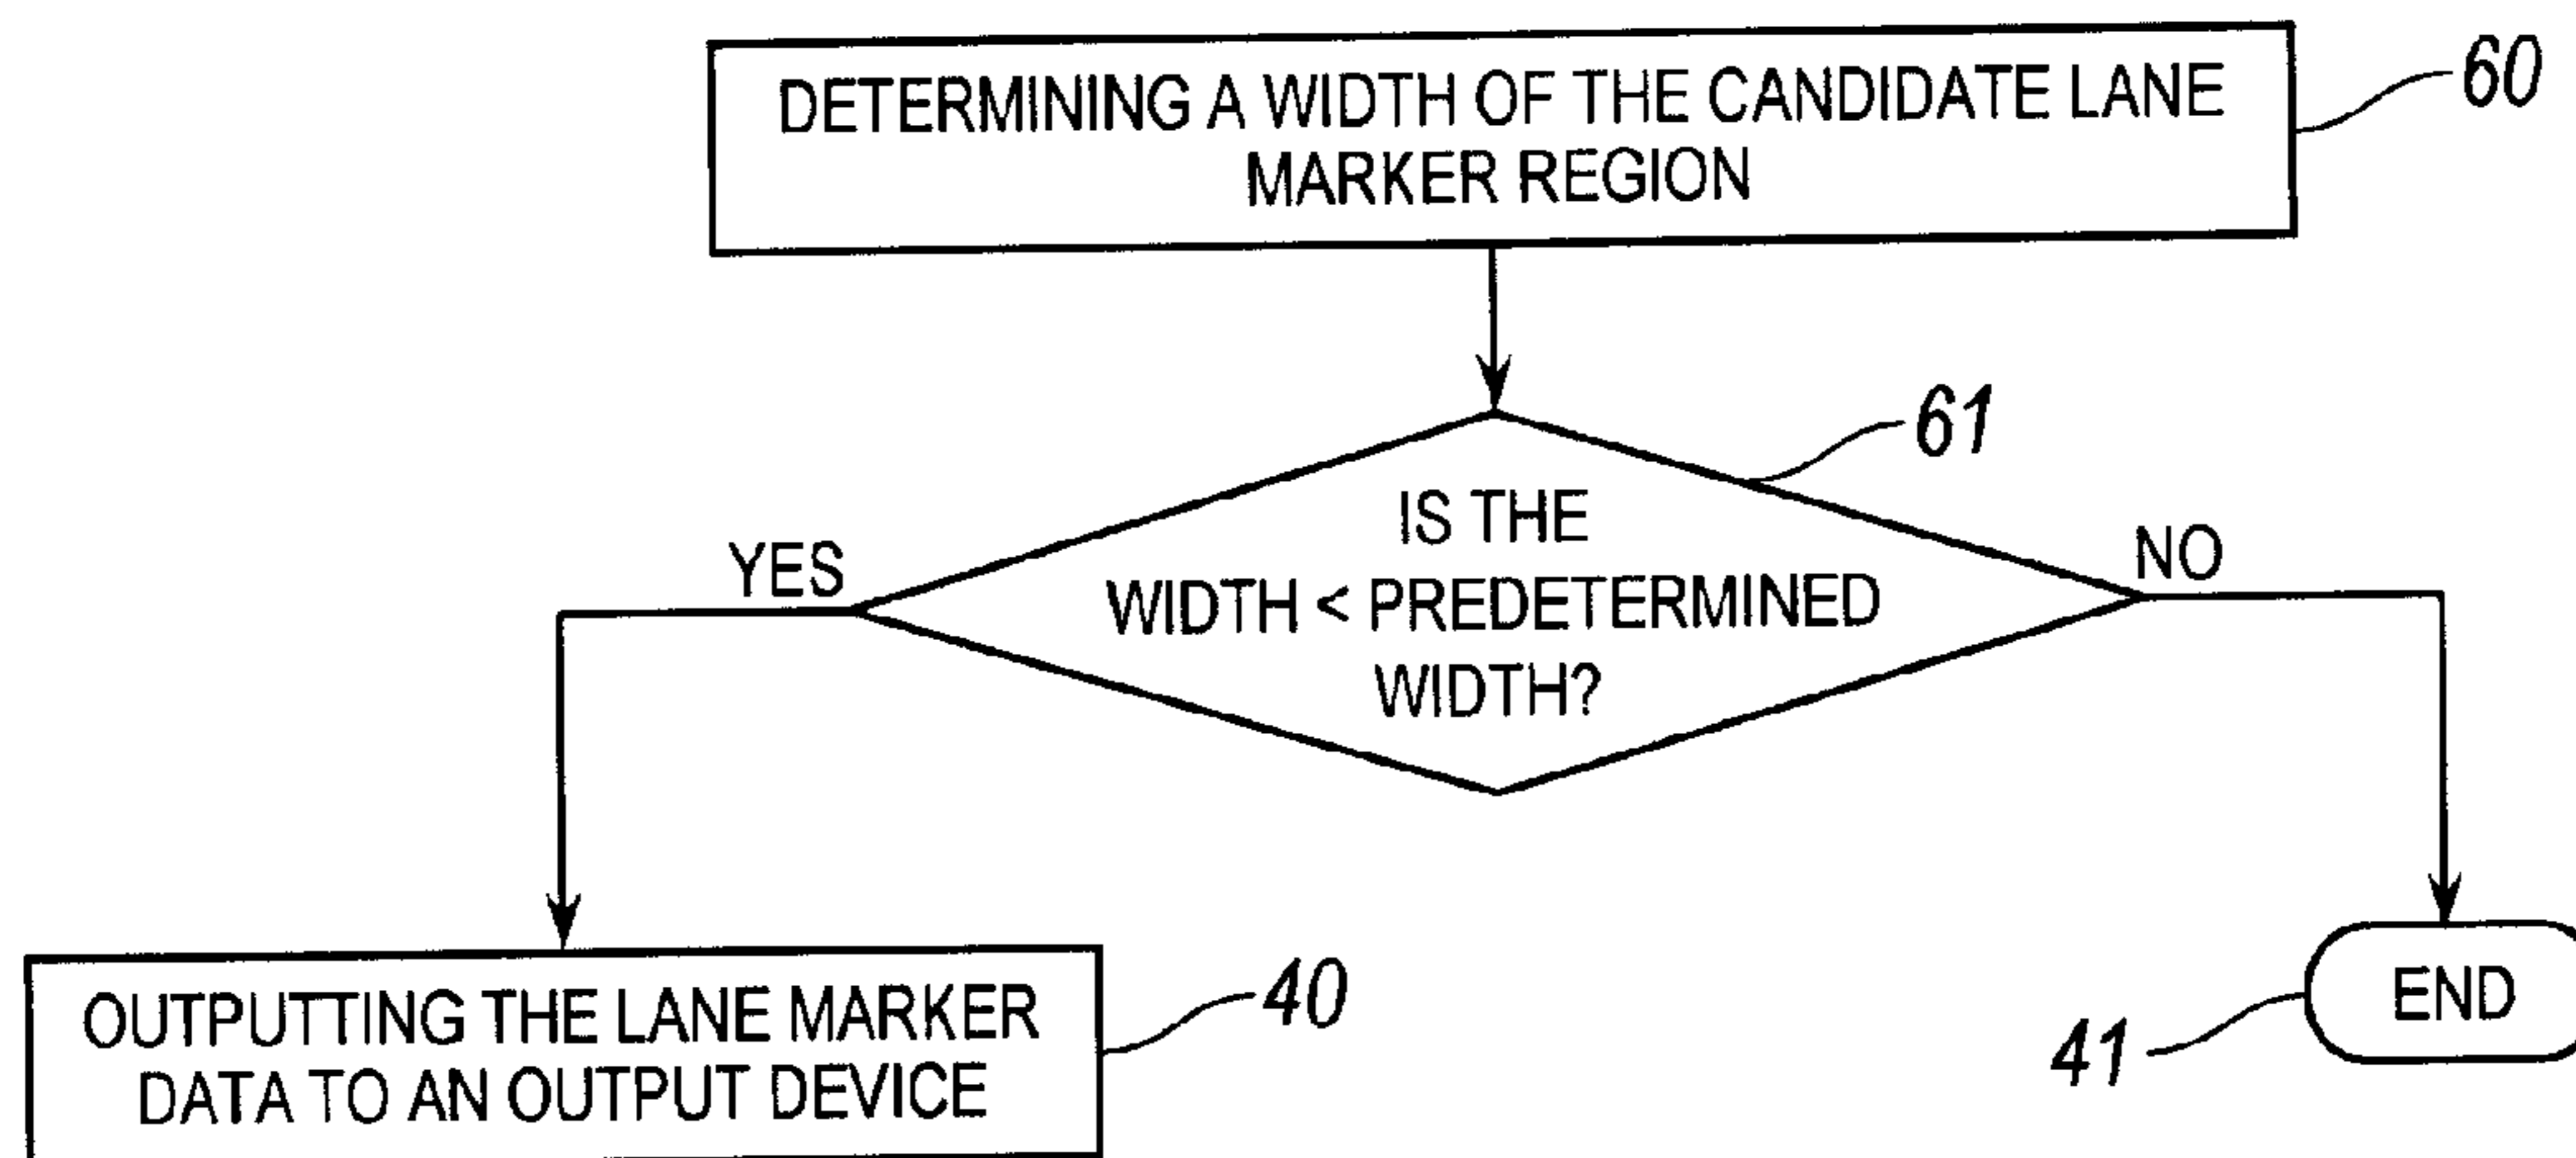 DETERMINING A WIDTH OF THE CANDIDATE LANE
MARKER REGION
60
61
IS THE
WIDTH < PREDETERMINED
WIDTH?
YES
NO
OUTPUTTING THE LANE MARKER
DATA TO AN OUTPUT DEVICE
40
END
41